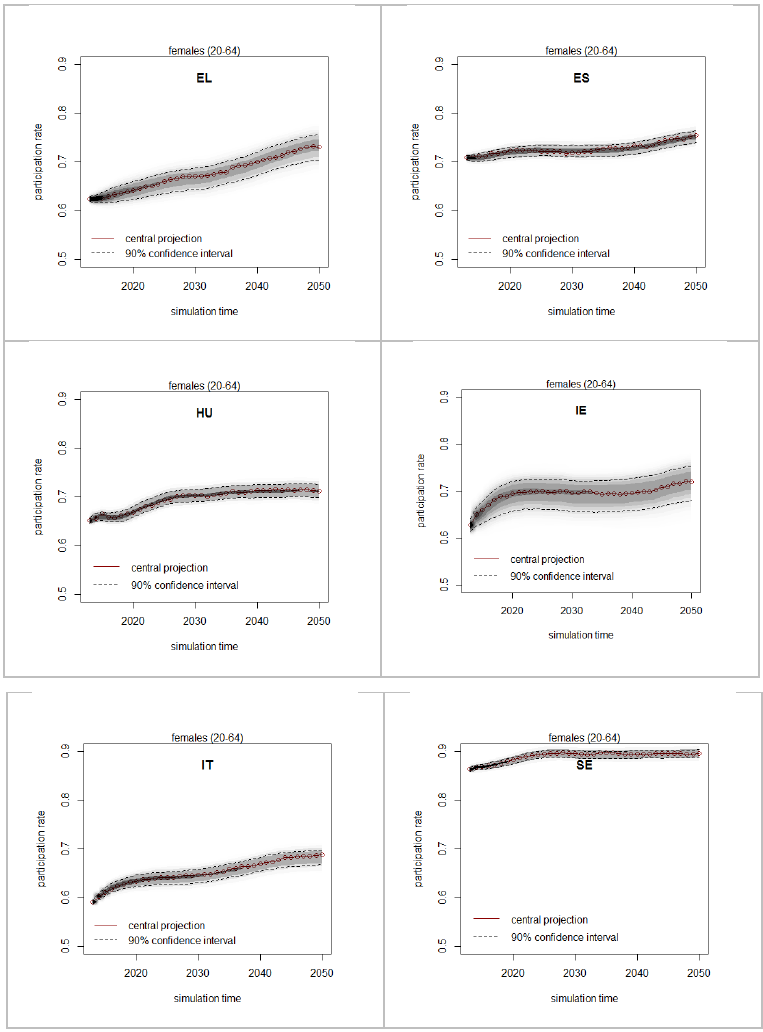 females (20-64)
EL
participation rate
0.5 0.6 0.7 0.8 0.9
central projection
90% confidence interval
2020 2030 2040 2050
simulation time
females (20-64)
ES
participation rate
0.5 0.6 0.7 0.8 0.9
central projection
90% confidence interval
2020 2030 2040 2050
simulation time
females (20-64)
HU
participation rate
0.5 0.6 0.7 0.8 0.9
central projection
90% confidence interval
2020 2030 2040 2050
simulation time
females (20-64)
IE
participation rate
0.5 0.6 0.7 0.8 0.9
central projection
90% confidence interval
2020 2030 2040 2050
simulation time
females (20-64)
IT
participation rate
0.5 0.6 0.7 0.8 0.9
central projection
90% confidence interval
2020 2030 2040 2050
simulation time
females (20-64)
SE
participation rate
0.5 0.6 0.7 0.8 0.9
central projection
90% confidence interval
2020 2030 2040 2050
simulation time